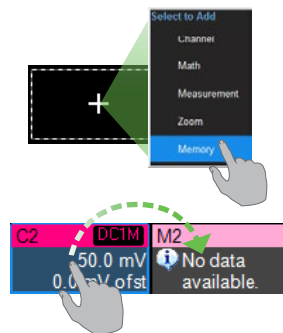 Select to Add
Channel
Math
Measurement
Zoom
Memory
C2 DC1M M2
50.0 mV No data
0.0 mV ofst available.